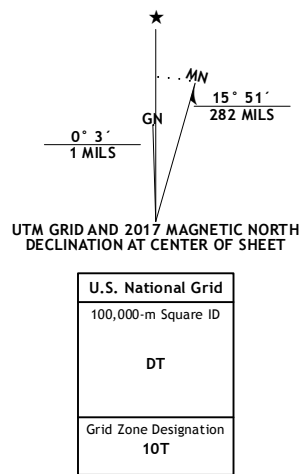 ★
MN
GN
15° 51´
282 MILS
0° 3´
1 MILS
UTM GRID AND 2017 MAGNETIC NORTH
DECLINATION AT CENTER OF SHEET
U.S. National Grid
100,000-m Square ID
DT
Grid Zone Designation
10T